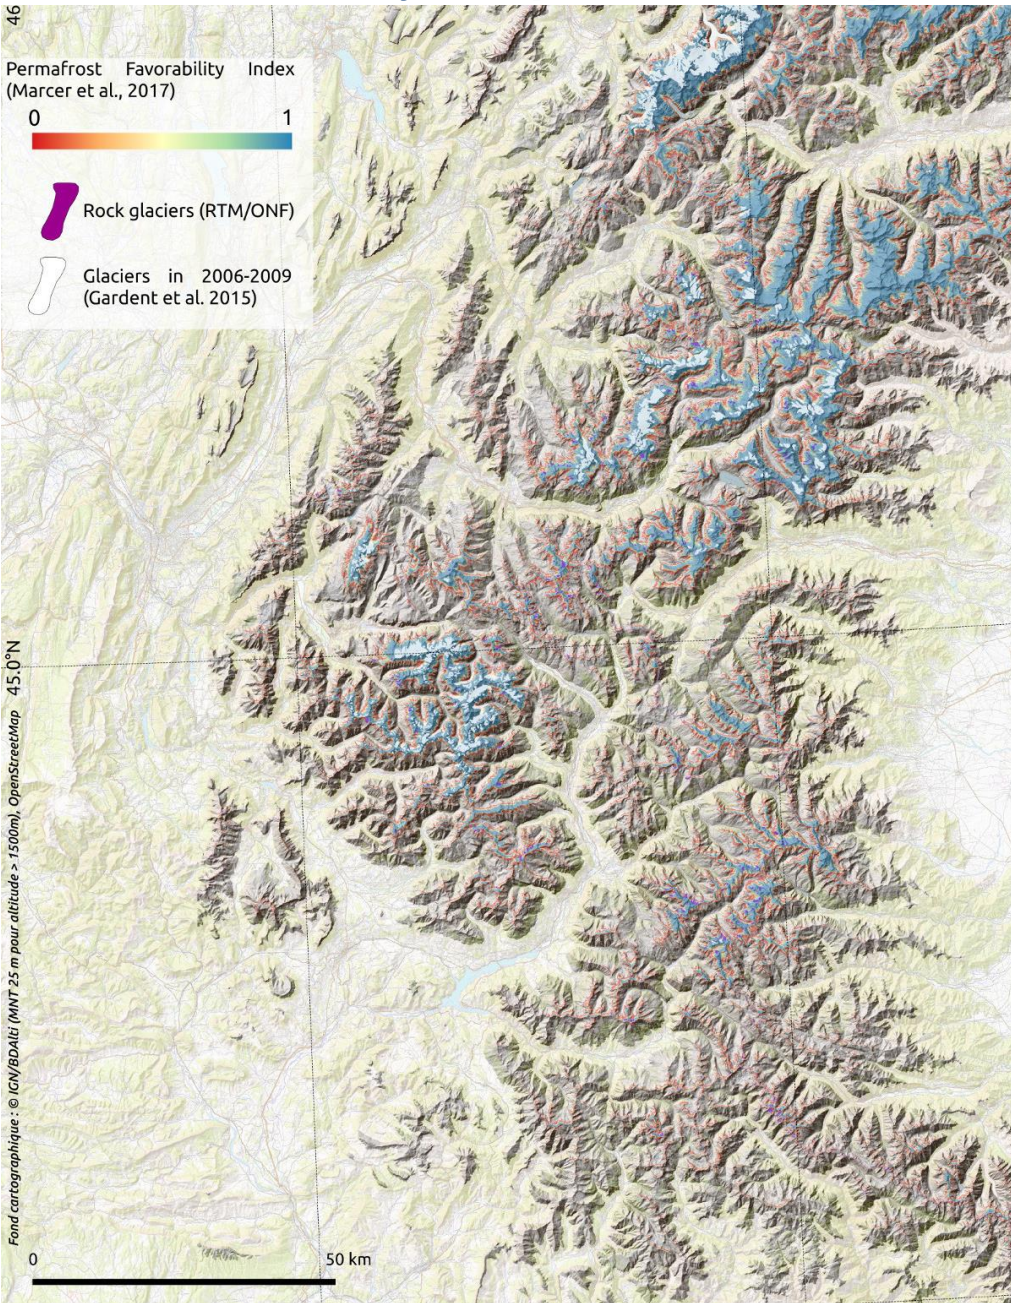 46
Permafrost Favorability Index
(Marcer et al., 2017)
0 1
Rock glaciers (RTM/ONF)
Glaciers in 2006-2009
(Gardent et al. 2015)
45.0°N
Fond cartographique : © IGN/BDAlti (MNT 25 m pour altitude > 1500m), OpenStreetMap
0 50 km